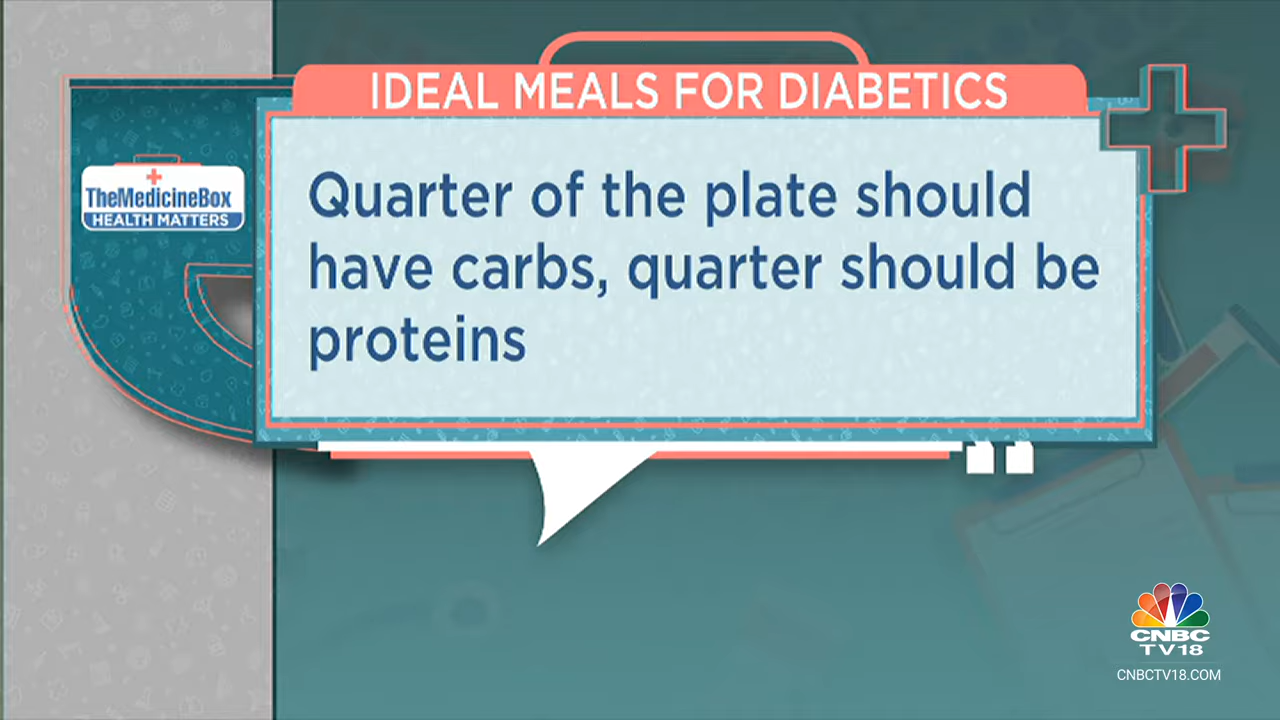 IDEAL MEALS FOR DIABETICS
TheMedicineBox
HEALTH MATTERS
Quarter of the plate should
have carbs, quarter should be
proteins
CNBC
TV18
CNBCTV18.COM